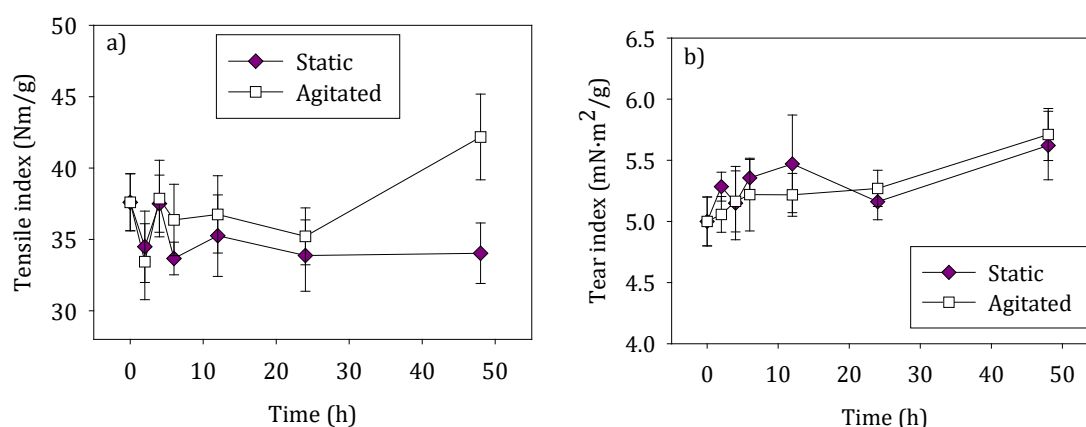 a)
Static
Agitated
50
45
40
35
30
Tensile index (Nm/g)
0 10 20 30 40 50
Time (h)
b)
Static
Agitated
6.5
6.0
5.5
5.0
4.5
4.0
Tear index (mN·m²/g)
0 10 20 30 40 50
Time (h)